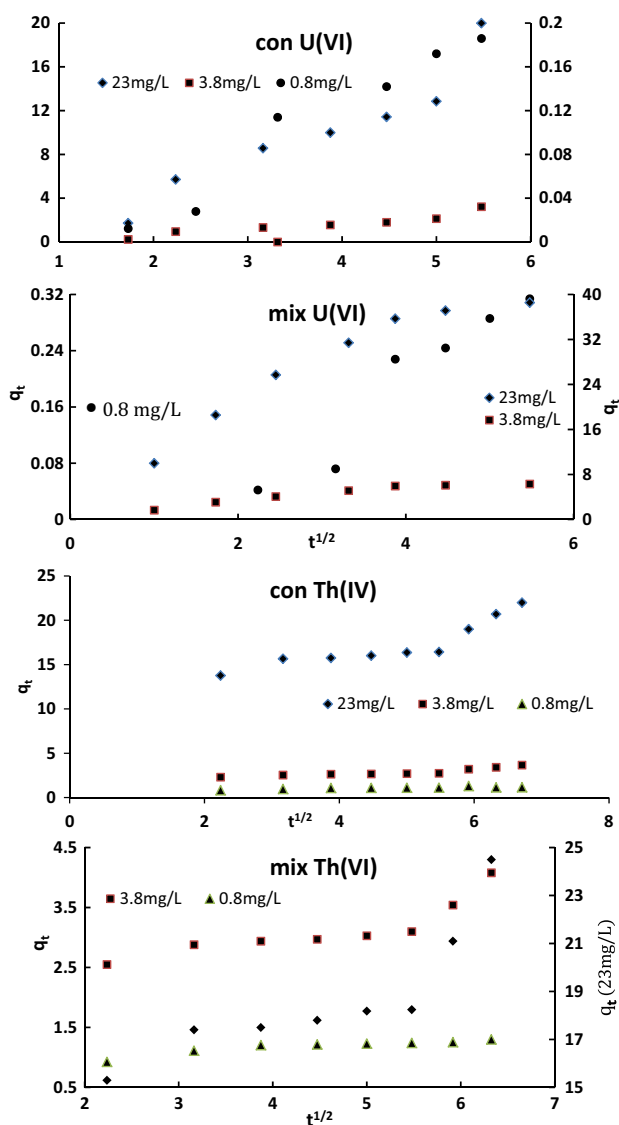 con U(VI)
23mg/L 3.8mg/L 0.8mg/L
20
16
12
8
4
0
0.2
0.16
0.12
0.08
0.04
0
1 2 3 4 5 6
mix U(VI)
0.32
0.24
0.16
0.08
0
qt
0.8 mg/L
23mg/L
3.8mg/L
40
32
24
16
8
0
qt
0 2 4 6
t1/2
con Th(IV)
25
20
15
10
5
0
qt
23mg/L 3.8mg/L 0.8mg/L
0 2 4 6 8
t1/2
mix Th(VI)
3.8mg/L 0.8mg/L
4.5
3.5
2.5
1.5
0.5
qt
25
23
21
19
17
15
qt (23mg/L)
2 3 4 5 6 7
t1/2